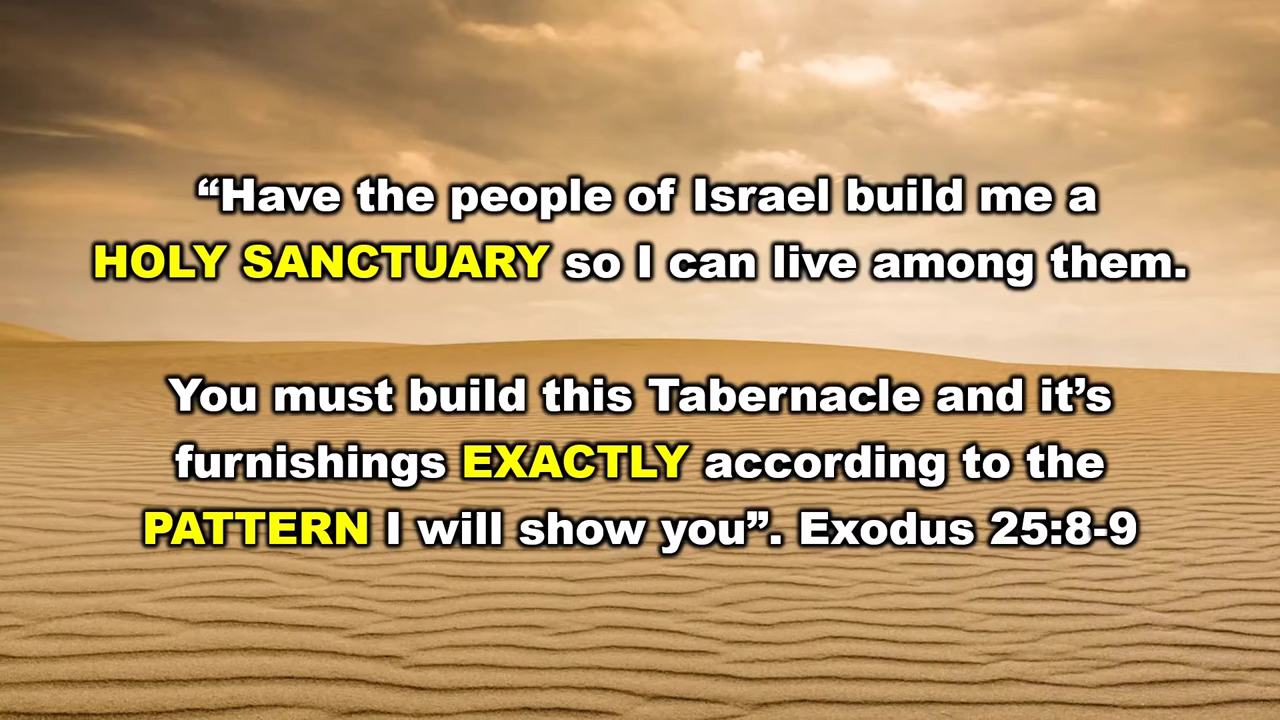 “Have the people of Israel build me a
HOLY SANCTUARY so I can live among them.
You must build this Tabernacle and it’s
furnishings EXACTLY according to the
PATTERN I will show you”. Exodus 25:8-9